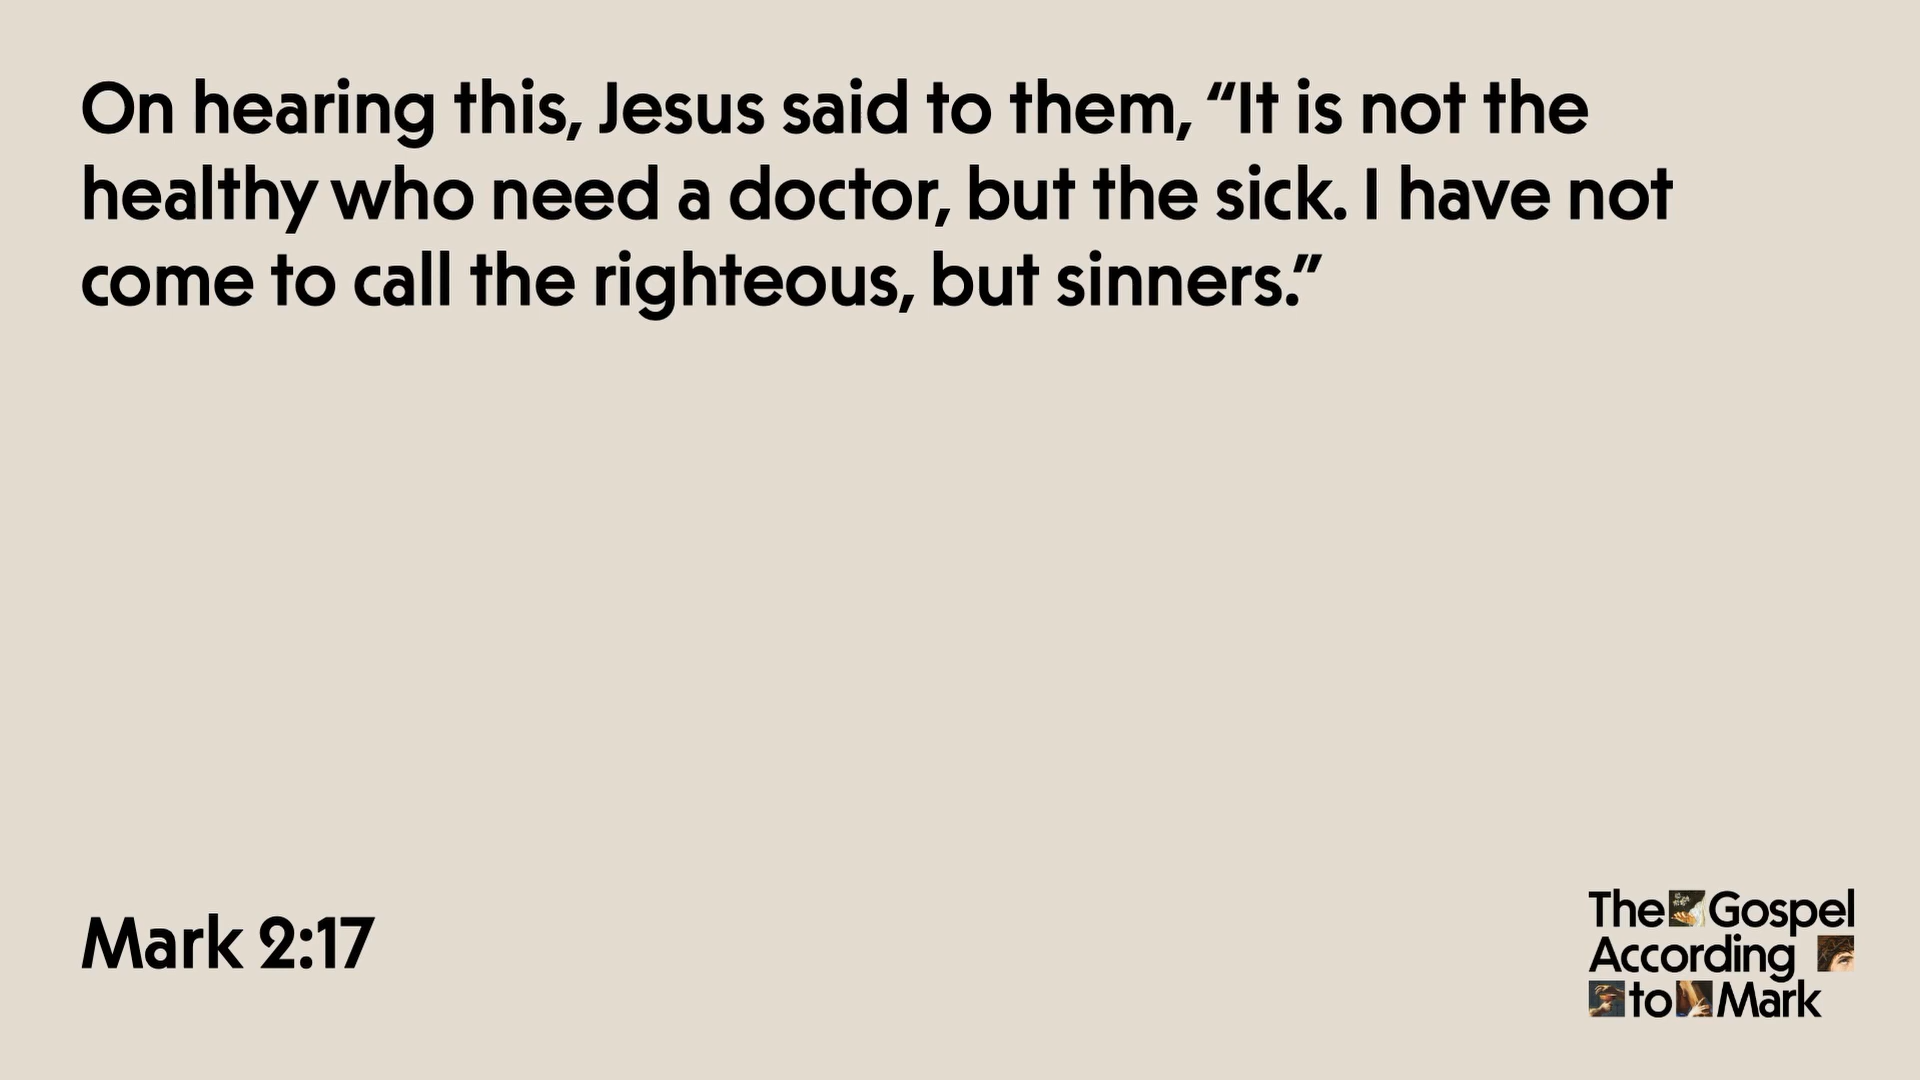 On hearing this, Jesus said to them, “It is not the
healthy who need a doctor, but the sick. I have not
come to call the righteous, but sinners.”
Mark 2:17
The Gospel
According
to Mark